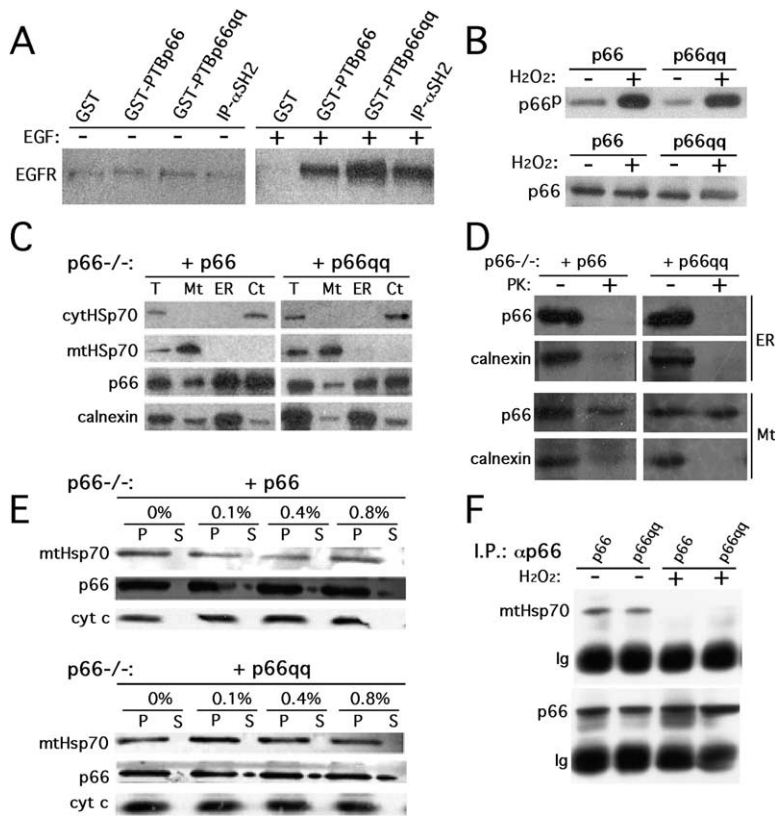 A
GST
GST-PTBp66
GST-PTBp66qq
IP-αSH2
GST
GST-PTBp66
GST-PTBp66qq
IP-αSH2
EGF: - - - - + + + +
EGFR
B
p66 p66qq
H2O2: - + - +
p66P
p66 p66qq
H2O2: - + - +
p66
C
p66-/-: + p66 + p66qq
T Mt ER Ct T Mt ER Ct
cytHSp70
mtHSp70
p66
calnexin
D
p66-/-: + p66 + p66qq
PK: - + - +
p66
calnexin
ER
p66
calnexin
Mt
E
p66-/-: + p66
0% 0.1% 0.4% 0.8%
P S P S P S P S
mtHsp70
p66
cyt c
p66-/-: + p66qq
0% 0.1% 0.4% 0.8%
P S P S P S P S
mtHsp70
p66
cyt c
F
I.P.: αp66 p66 p66qq p66 p66qq
H2O2: - - + +
mtHsp70
Ig
p66
Ig